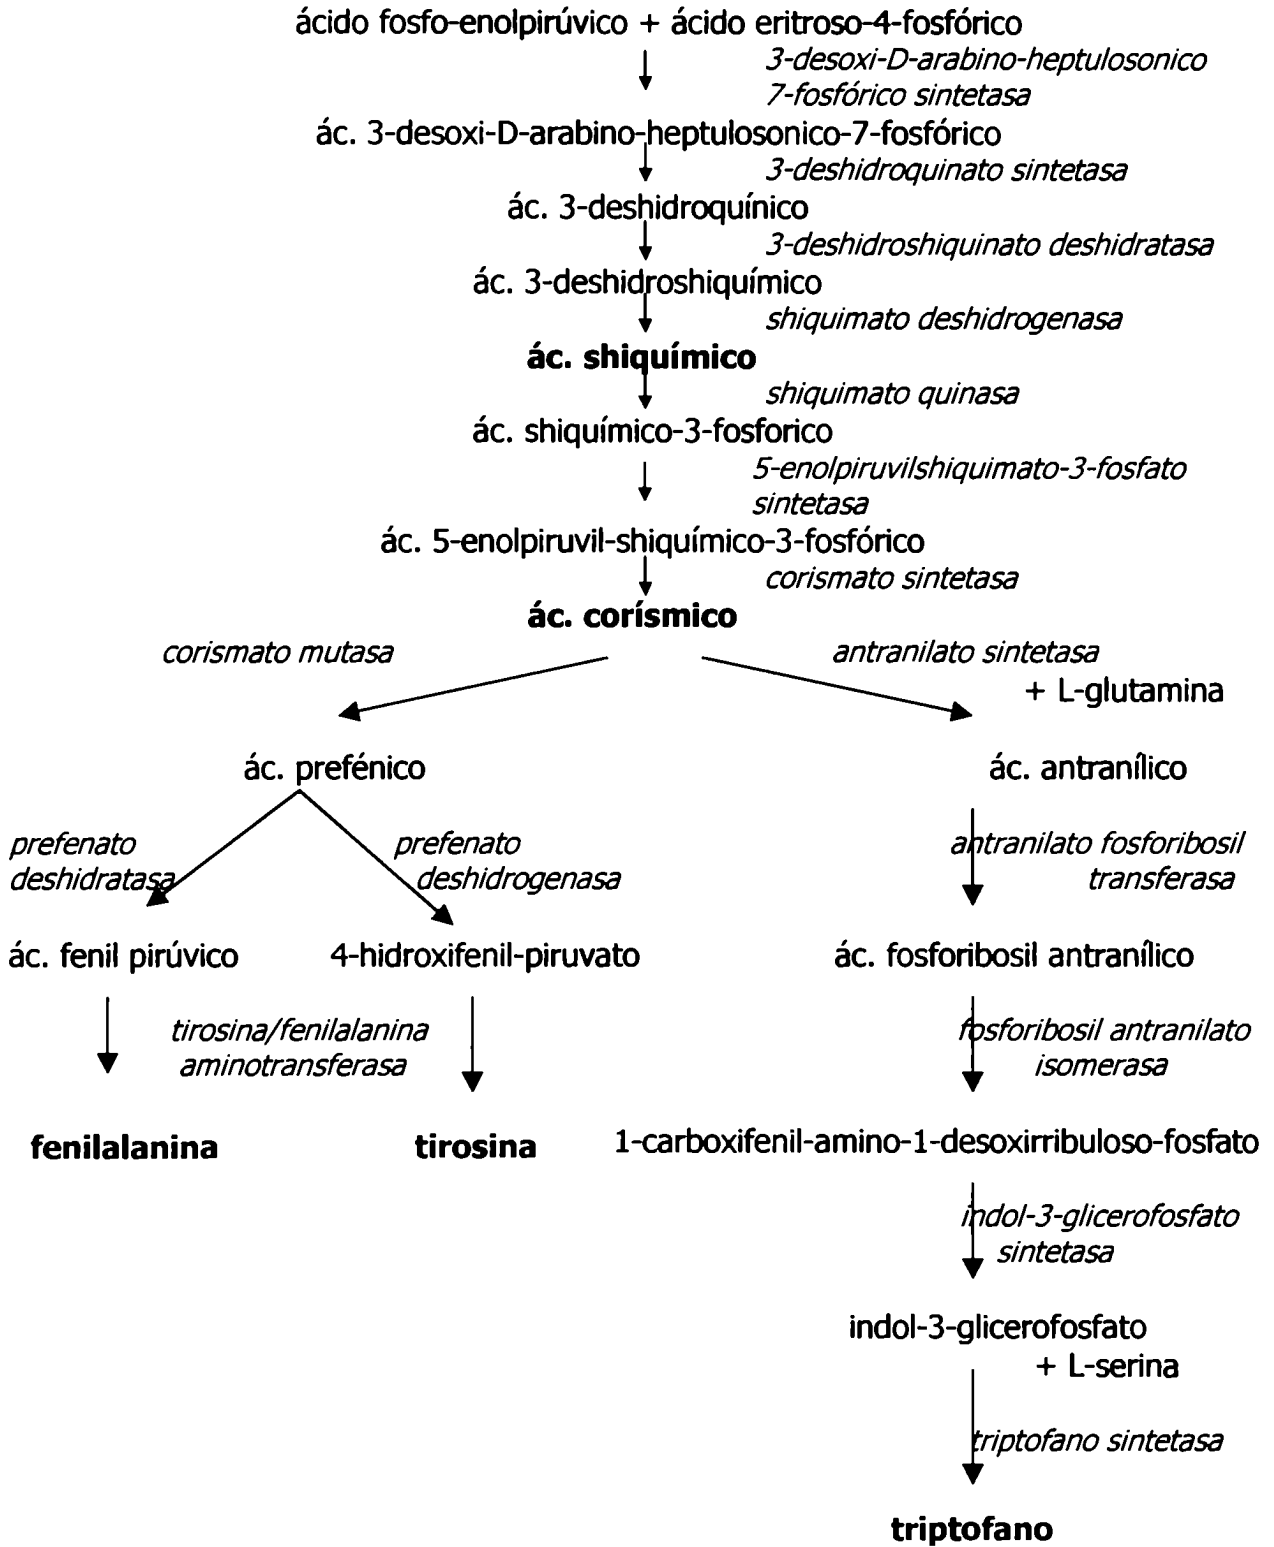 ácido fosfo-enolpirúvico + ácido eritroso-4-fosfórico
3-desoxi-D-arabino-heptulosonico
7-fosfórico sintetasa
ác. 3-desoxi-D-arabino-heptulosonico-7-fosfórico
3-deshidroquinato sintetasa
ác. 3-deshidroquínico
3-deshidroshiquinato deshidratasa
ác. 3-deshidroshiquímico
shiquimato deshidrogenasa
ác. shiquímico
shiquimato quinasa
ác. shiquímico-3-fosforico
5-enolpiruvilshiquimato-3-fosfato
sintetasa
ác. 5-enolpiruvil-shiquímico-3-fosfórico
corismato sintetasa
ác. corísmico
corismato mutasa
antranilato sintetasa
+ L-glutamina
ác. prefénico
ác. antranílico
prefenato
deshidratasa
prefenato
deshidrogenasa
antranilato fosforibosil
transferasa
ác. fenil pirúvico
4-hidroxifenil-piruvato
ác. fosforibosil antranílico
tirosina/fenilalanina
aminotransferasa
fosforibosil antranilato
isomerasa
fenilalanina
tirosina
1-carboxifenil-amino-1-desoxirribuloso-fosfato
indol-3-glicerofosfato
sintetasa
indol-3-glicerofosfato
+ L-serina
triptofano sintetasa
triptofano